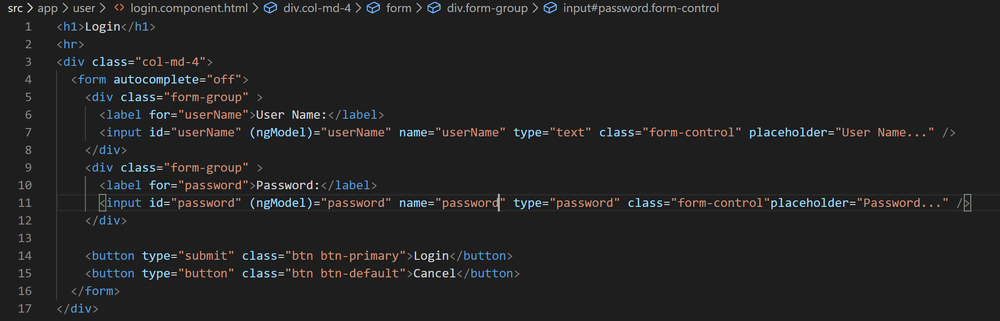 src > app > user > <> login.component.html > div.col-md-4 > form > div.form-group > input#password.form-control
1 <h1>Login</h1>
2 <hr>
3 <div class="col-md-4">
4   <form autocomplete="off">
5     <div class="form-group" >
6       <label for="userName">User Name:</label>
7       <input id="userName" (ngModel)="userName" name="userName" type="text" class="form-control" placeholder="User Name..." />
8     </div>
9     <div class="form-group" >
10       <label for="password">Password:</label>
11       <input id="password" (ngModel)="password" name="password" type="password" class="form-control"placeholder="Password..." />
12     </div>
13
14     <button type="submit" class="btn btn-primary">Login</button>
15     <button type="button" class="btn btn-default">Cancel</button>
16   </form>
17 </div>